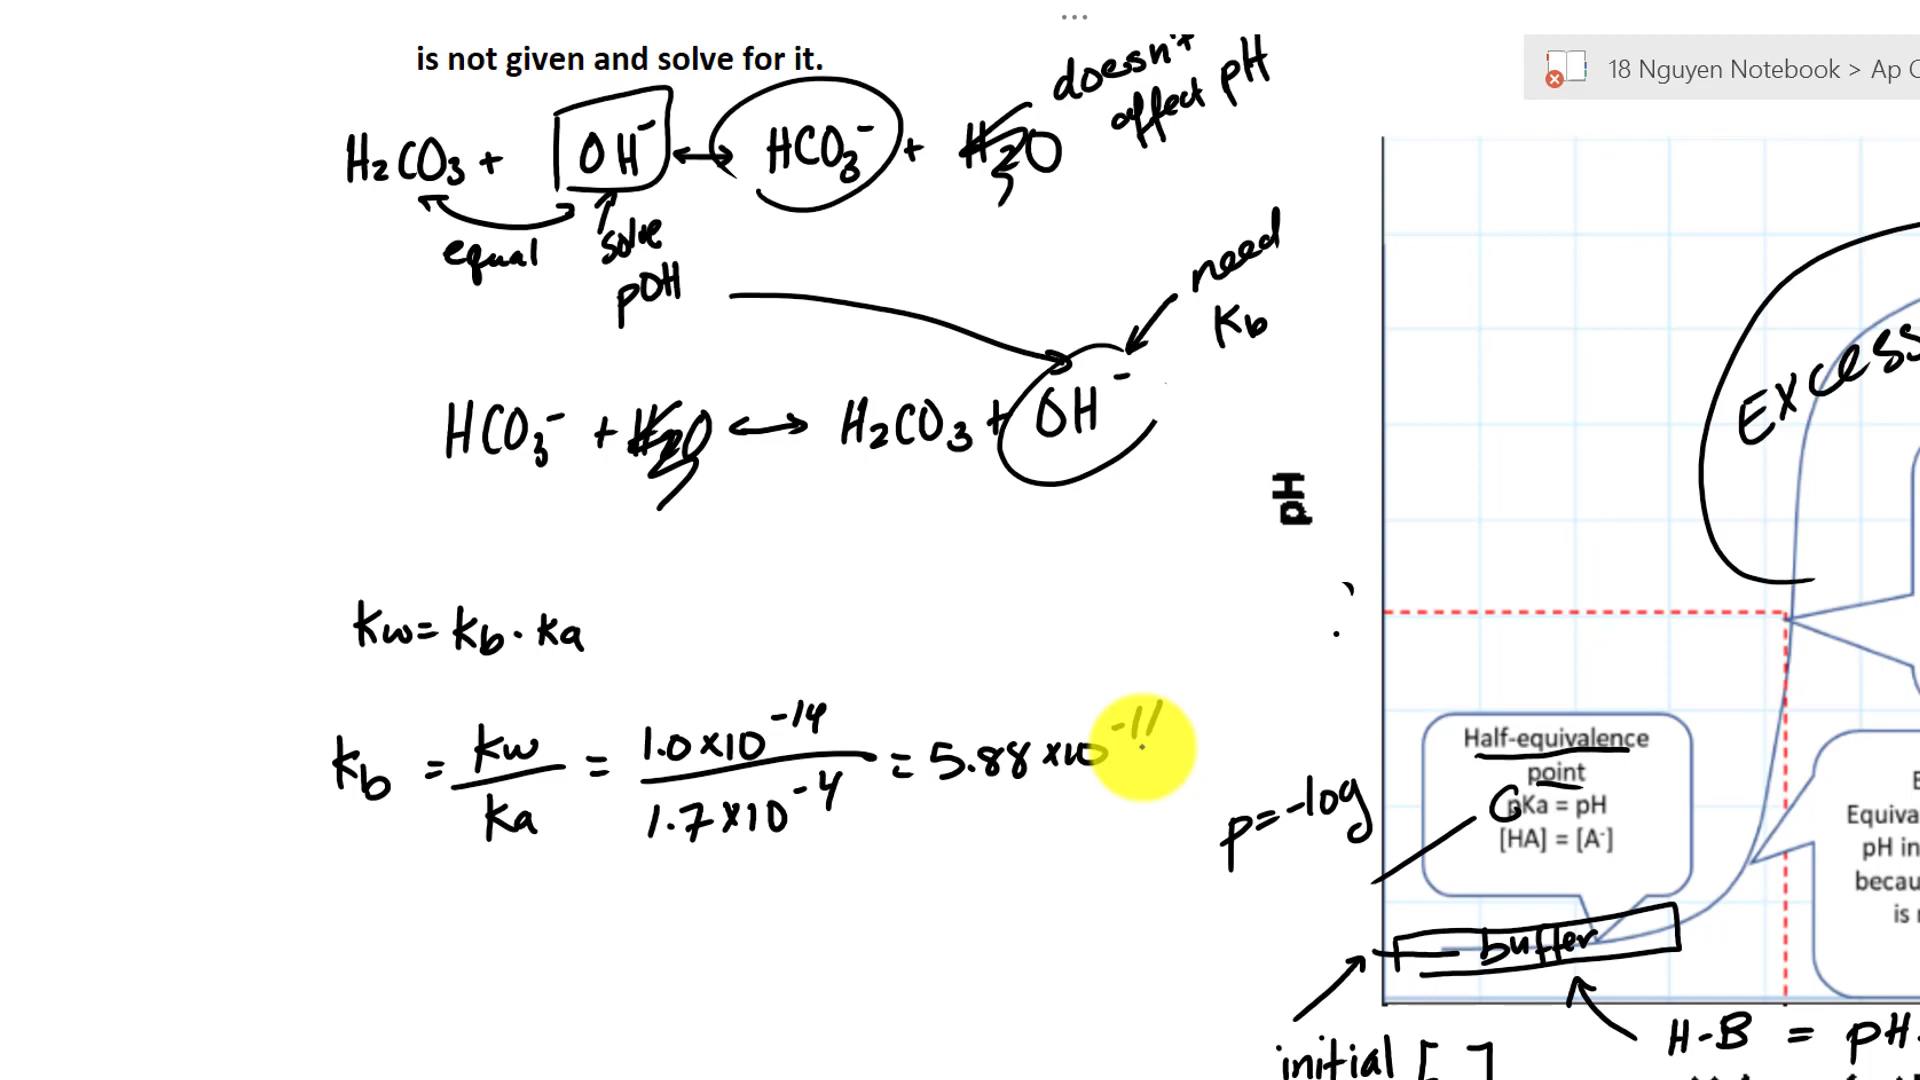 is not given and solve for it.
18 Nguyen Notebook > Ap C
doesn't
affect pH
H₂CO₃ + OH⁻ ⟷ HCO₃⁻ + H₂O
equal
solve
pOH
need
Kb
HCO₃⁻ + H₂O ⟷ H₂CO₃ + OH⁻
Excess
pH
Kw = Kb · Ka
Kb = Kw / Ka = 1.0 × 10⁻¹⁴ / 1.7 × 10⁻⁴ = 5.88 × 10⁻¹¹
p = -log
Half-equivalence
point
pKa = pH
[HA] = [A⁻]
E
Equiva
pH in
becau
is
buffer
initial [ ]
H-B = pH